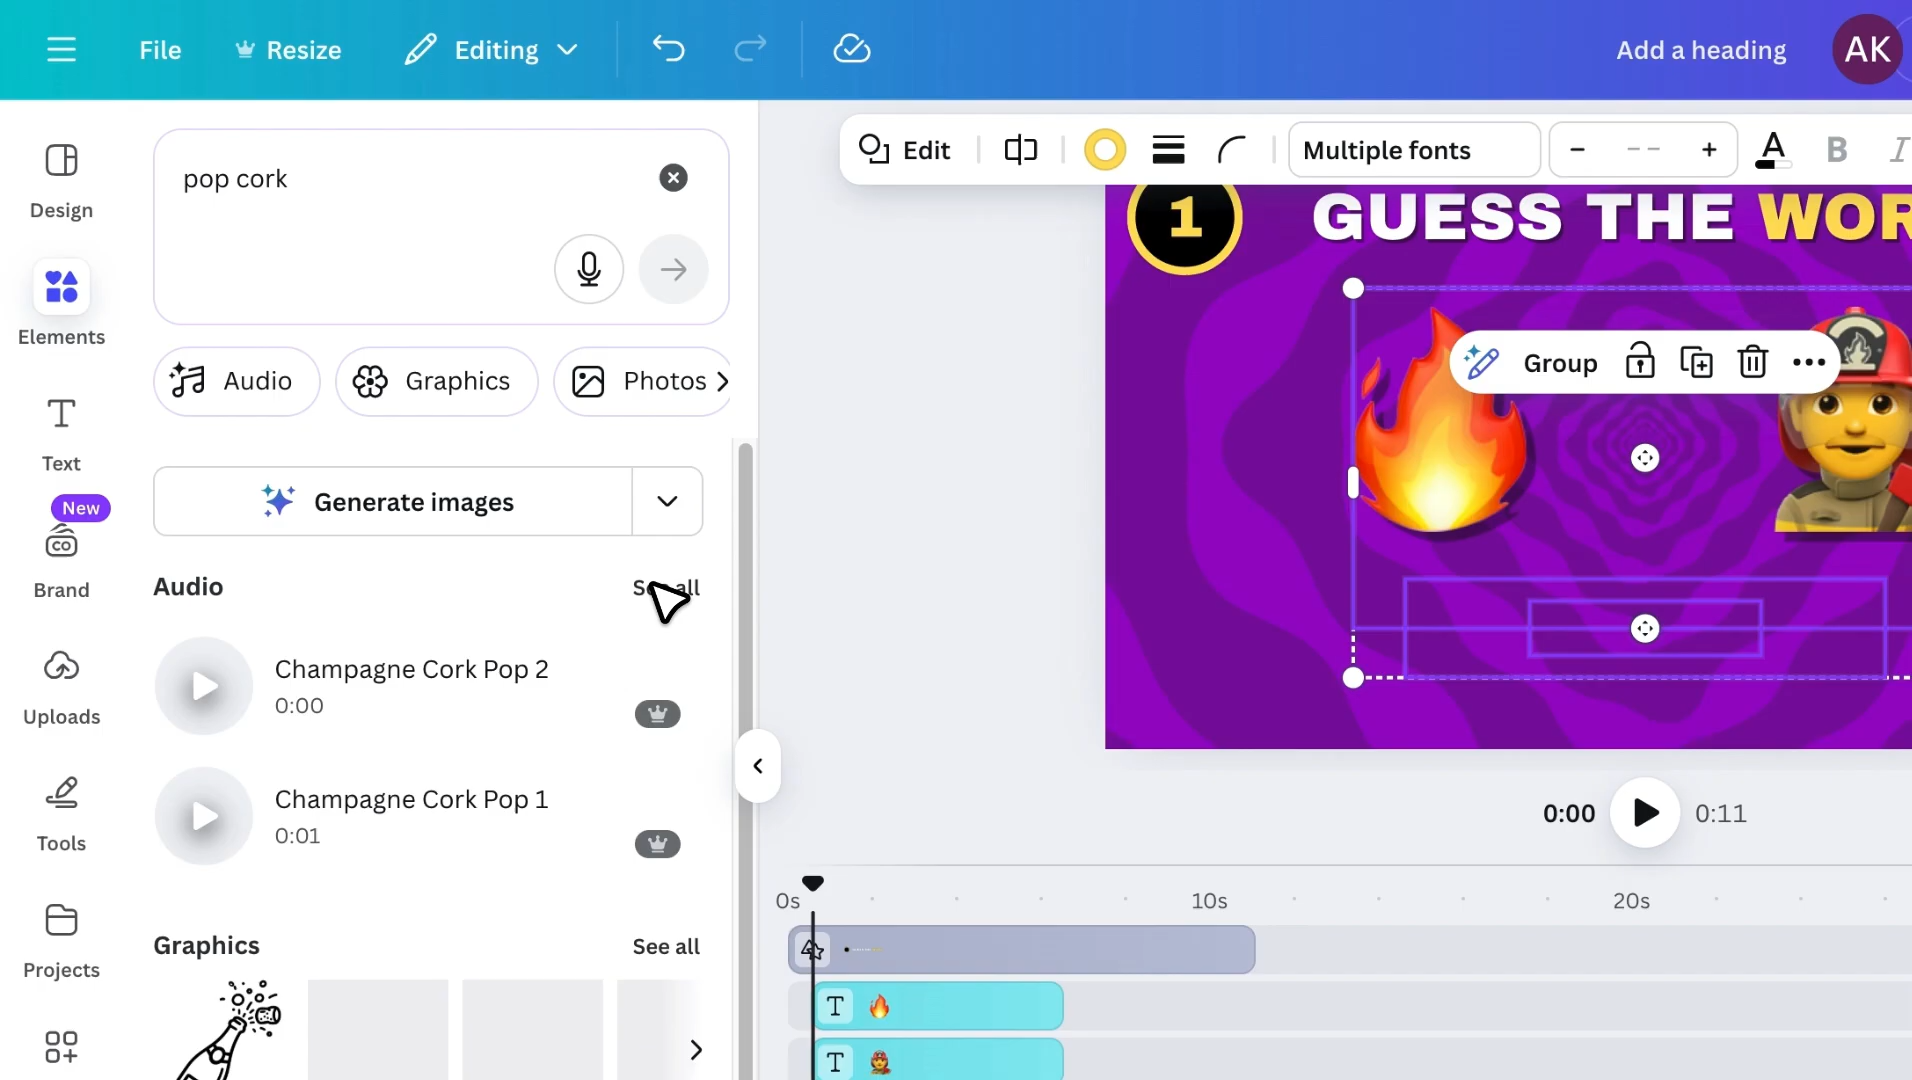 File
Resize
Editing
Add a heading
AK
Design
Elements
Text
New
Brand
Uploads
Tools
Projects
pop cork
Audio
Graphics
Photos
Generate images
Audio
See all
Champagne Cork Pop 2
0:00
Champagne Cork Pop 1
0:01
Graphics
See all
Edit
Multiple fonts
- -
A
B
I
1
GUESS THE WOR
Group
0:00
0:11
0s
10s
20s
T
T